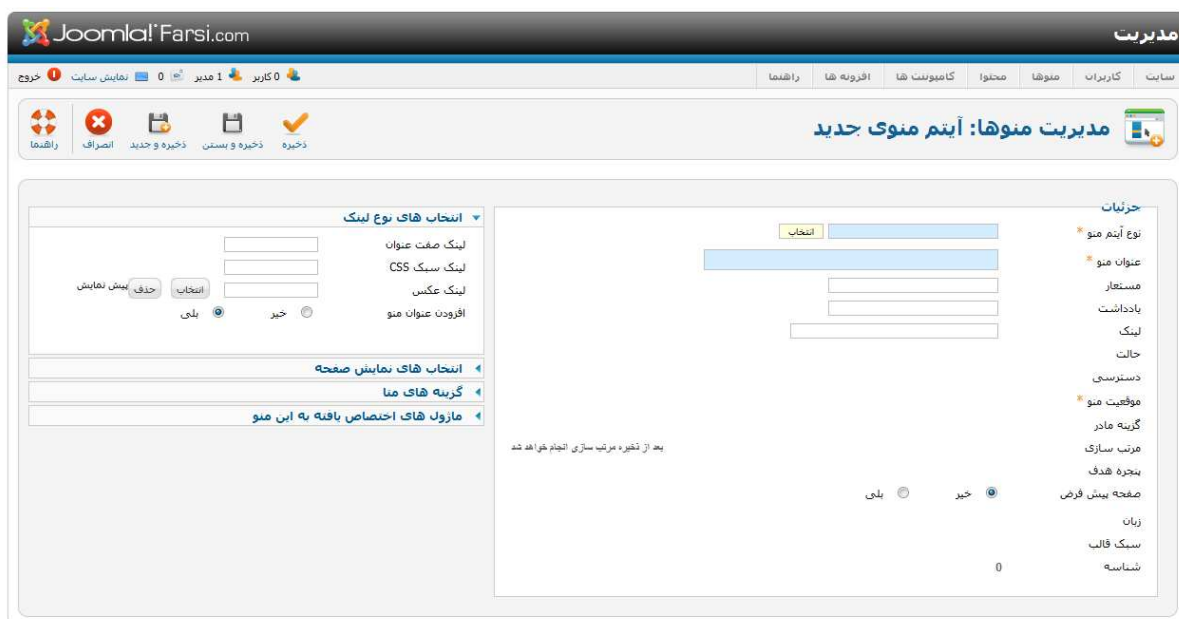 مدیریت
Joomla!® Farsi.com
سایت کاربران منوها محتوا کامپوننت ها افزونه ها راهنما
0 کاربر 1 مدیر 0 نمایش سایت خروج
مدیریت منوها: آیتم منوی جدید
ذخیره ذخیره و بستن ذخیره و جدید انصراف راهنما
جزئیات
نوع آیتم منو * انتخاب
عنوان منو *
مستعار
یادداشت
لینک
حالت
دسترسی
موقعیت منو *
گزینه مادر
مرتب سازی بعد از ذخیره مرتب سازی انجام خواهد شد
پنجره هدف
صفحه پیش فرض خیر بلی
زبان
سبک قالب
شناسه 0
انتخاب های نوع لینک
لینک صفت عنوان
لینک سبک CSS
لینک عکس انتخاب حذف پیش نمایش
افزودن عنوان منو خیر بلی
انتخاب های نمایش صفحه
گزینه های متا
ماژول های اختصاص یافته به این منو